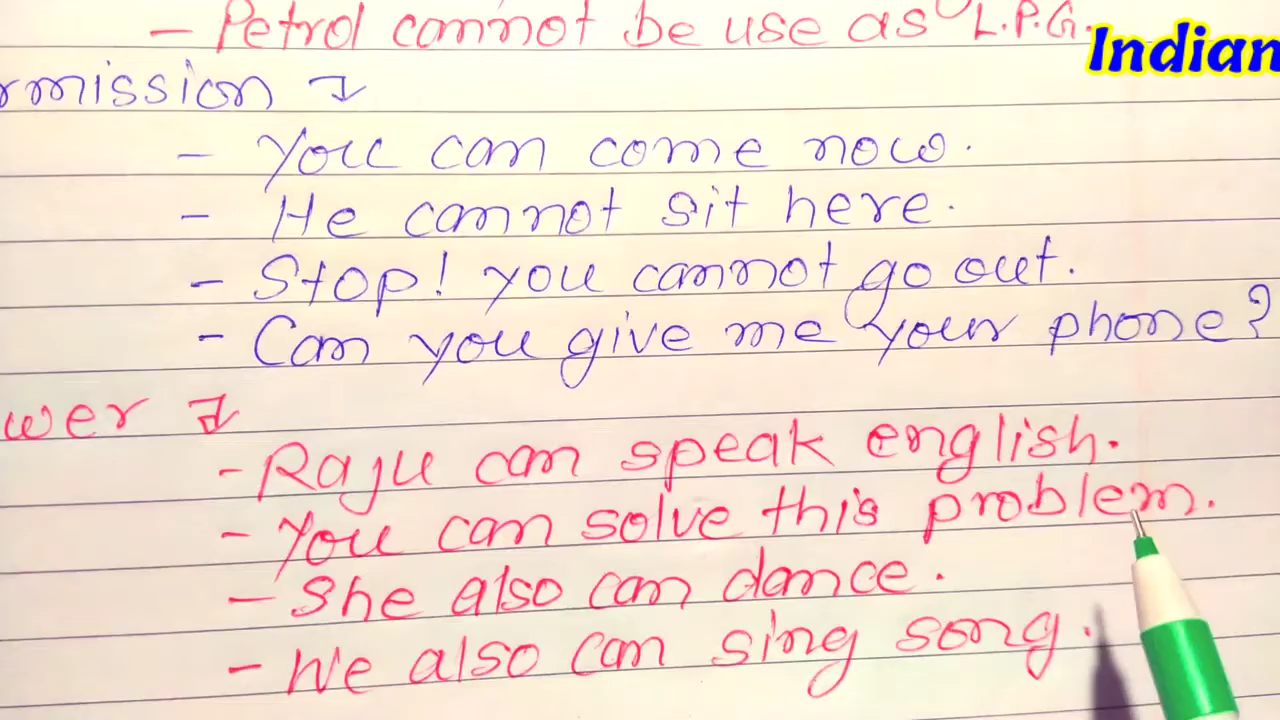 - Petrol cannot be use as L.P.G.
Indian
rmission
- You can come now.
- He cannot sit here.
- Stop! you cannot go out.
- Can you give me your phone?
wer
- Raju can speak english.
- You can solve this problem.
- She also can dance.
- We also can sing song.